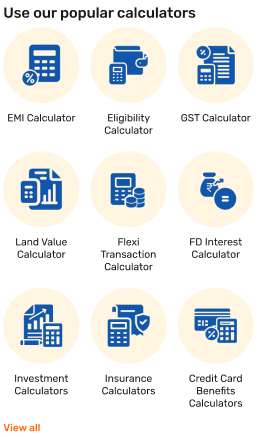 Use our popular calculators
EMI Calculator
Eligibility
Calculator
GST Calculator
Land Value
Calculator
Flexi
Transaction
Calculator
FD Interest
Calculator
Investment
Calculators
Insurance
Calculators
Credit Card
Benefits
Calculators
View all